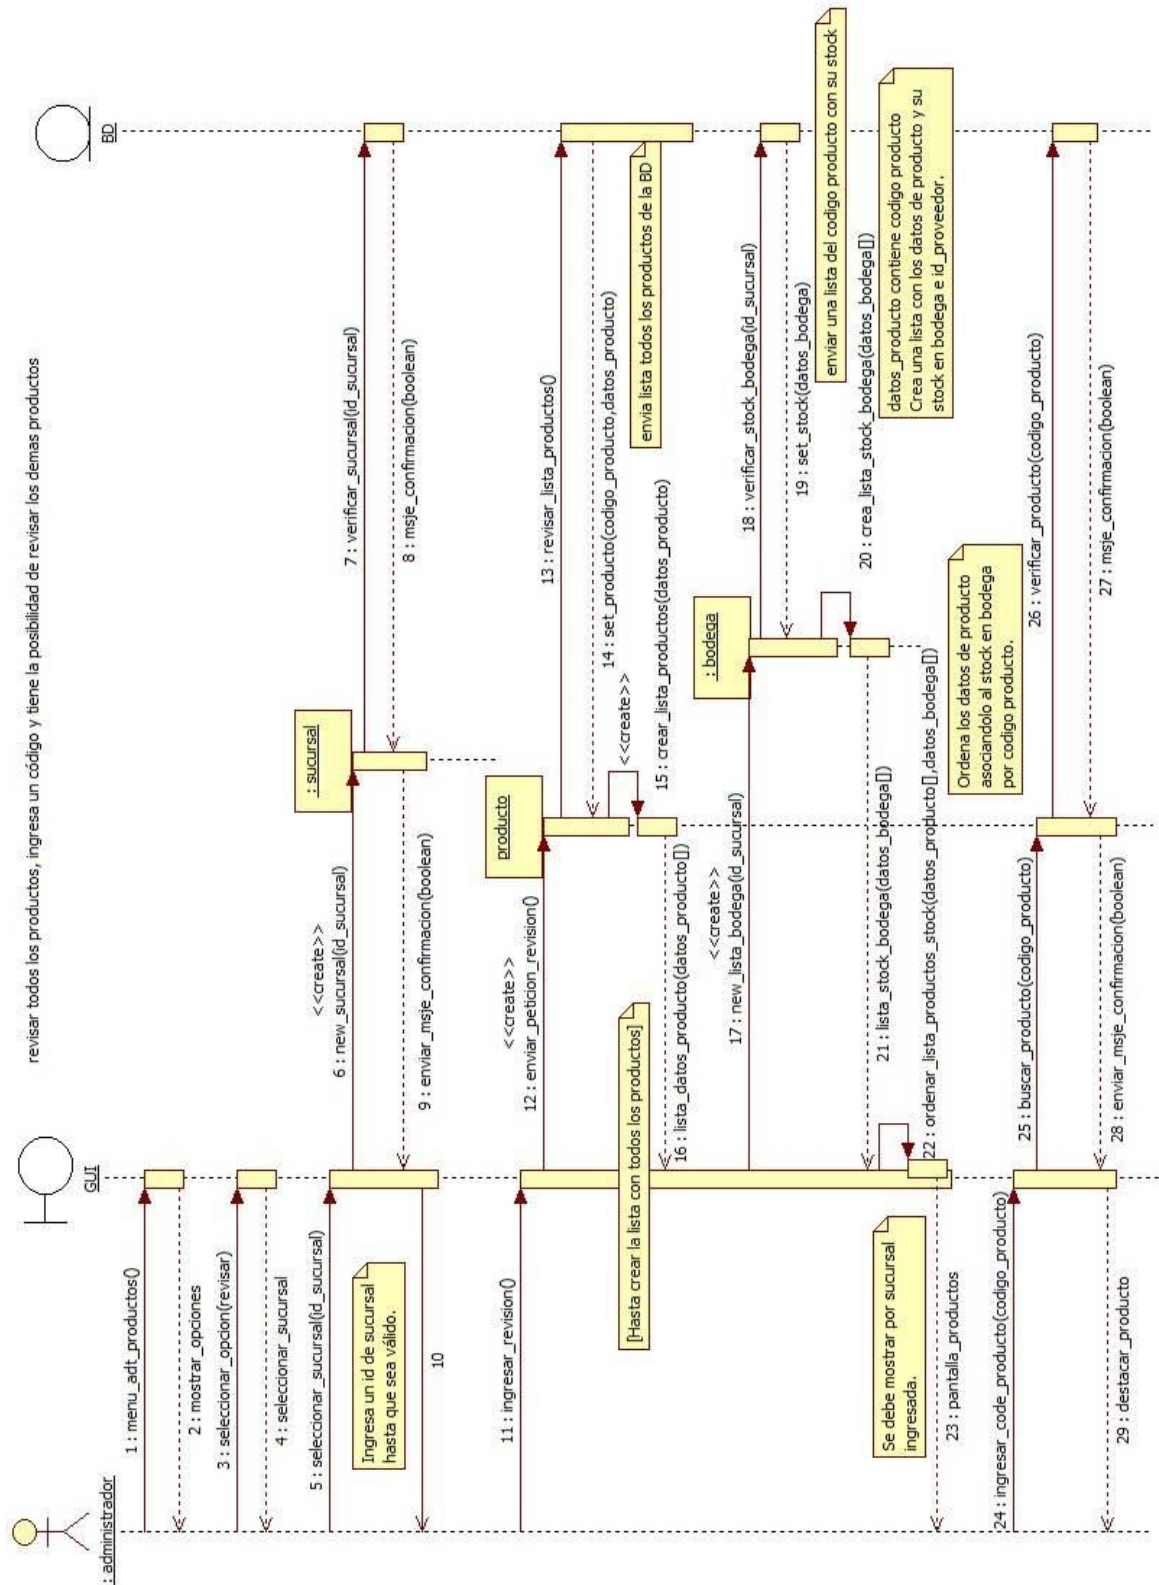 revisar todos los productos, ingresa un código y tiene la posibilidad de revisar los demas productos
: administrador
GUI
BD
1 : menu_adt_productos()
2 : mostrar_opciones
3 : seleccionar_opcion(revisar)
4 : seleccionar_sucursal
5 : seleccionar_sucursal(id_sucursal)
<<create>>
6 : new_sucursal(id_sucursal)
: sucursal
7 : verificar_sucursal(id_sucursal)
8 : msje_confirmacion(boolean)
9 : enviar_msje_confirmacion(boolean)
Ingresa un id de sucursal
hasta que sea válido.
10
11 : ingresar_revision()
<<create>>
12 : enviar_peticion_revision()
producto
13 : revisar_lista_productos()
14 : set_producto(codigo_producto,datos_producto)
<<create>>
15 : crear_lista_productos(datos_producto)
envia lista todos los productos de la BD
16 : lista_datos_producto(datos_producto[])
[Hasta crear la lista con todos los productos]
<<create>>
17 : new_lista_bodega(id_sucursal)
: bodega
18 : verificar_stock_bodega(id_sucursal)
19 : set_stock(datos_bodega)
enviar una lista del codigo producto con su stock
20 : crea_lista_stock_bodega(datos_bodega[])
datos_producto contiene codigo producto
Crea una lista con los datos de producto y su
stock en bodega e id_proveedor.
21 : lista_stock_bodega(datos_bodega[])
22 : ordenar_lista_productos_stock(datos_producto[],datos_bodega[])
Ordena los datos de producto
asociandolo al stock en bodega
por codigo producto.
Se debe mostrar por sucursal
ingresada.
23 : pantalla_productos
24 : ingresar_code_producto(codigo_producto)
25 : buscar_producto(codigo_producto)
26 : verificar_producto(codigo_producto)
27 : msje_confirmacion(boolean)
28 : enviar_msje_confirmacion(boolean)
29 : destacar_producto